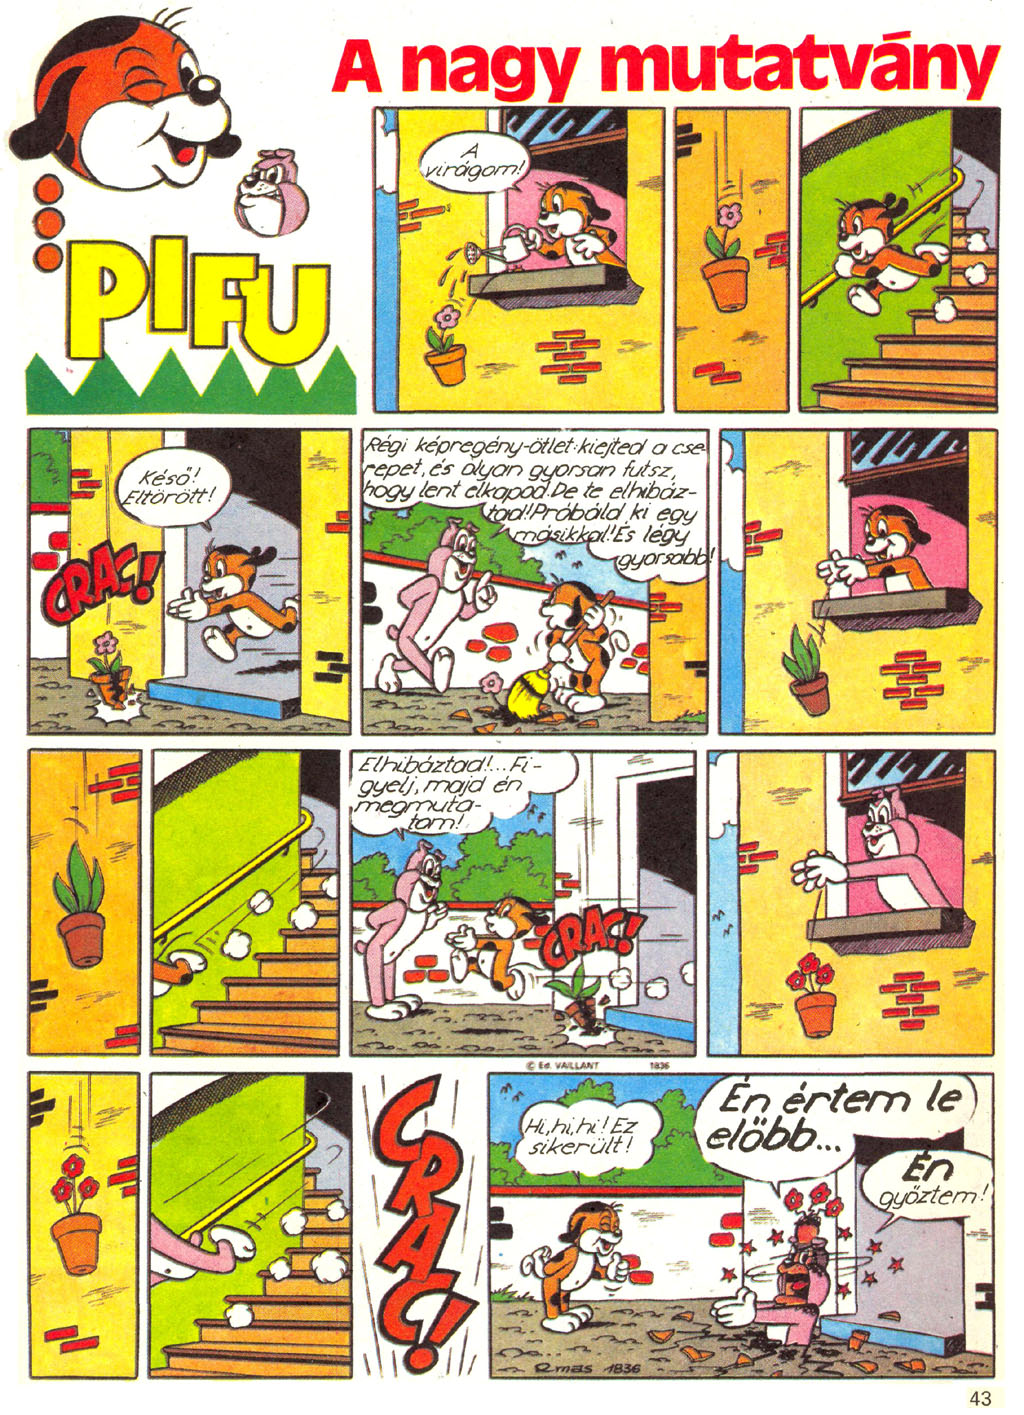 A nagy mutatvány
PIFU
A
virágom!
Késő!
Eltörött!
CRAC!
Régi képregény-ötlet: kiejted a cse-
repet, és olyan gyorsan futsz,
hogy lent elkapod. De te elhibáz-
tad! Próbáld ki egy
másikkal! És légy
gyorsabb!
Elhibáztad!... Fi-
gyelj, majd én
megmuta-
tom!
CRAC!
© Ed. VAILLANT 1836
CRAC!
Hi, hi, hi! Ez
sikerült!
Én értem le
előbb...
Én
győztem!
R.mas 1836
43